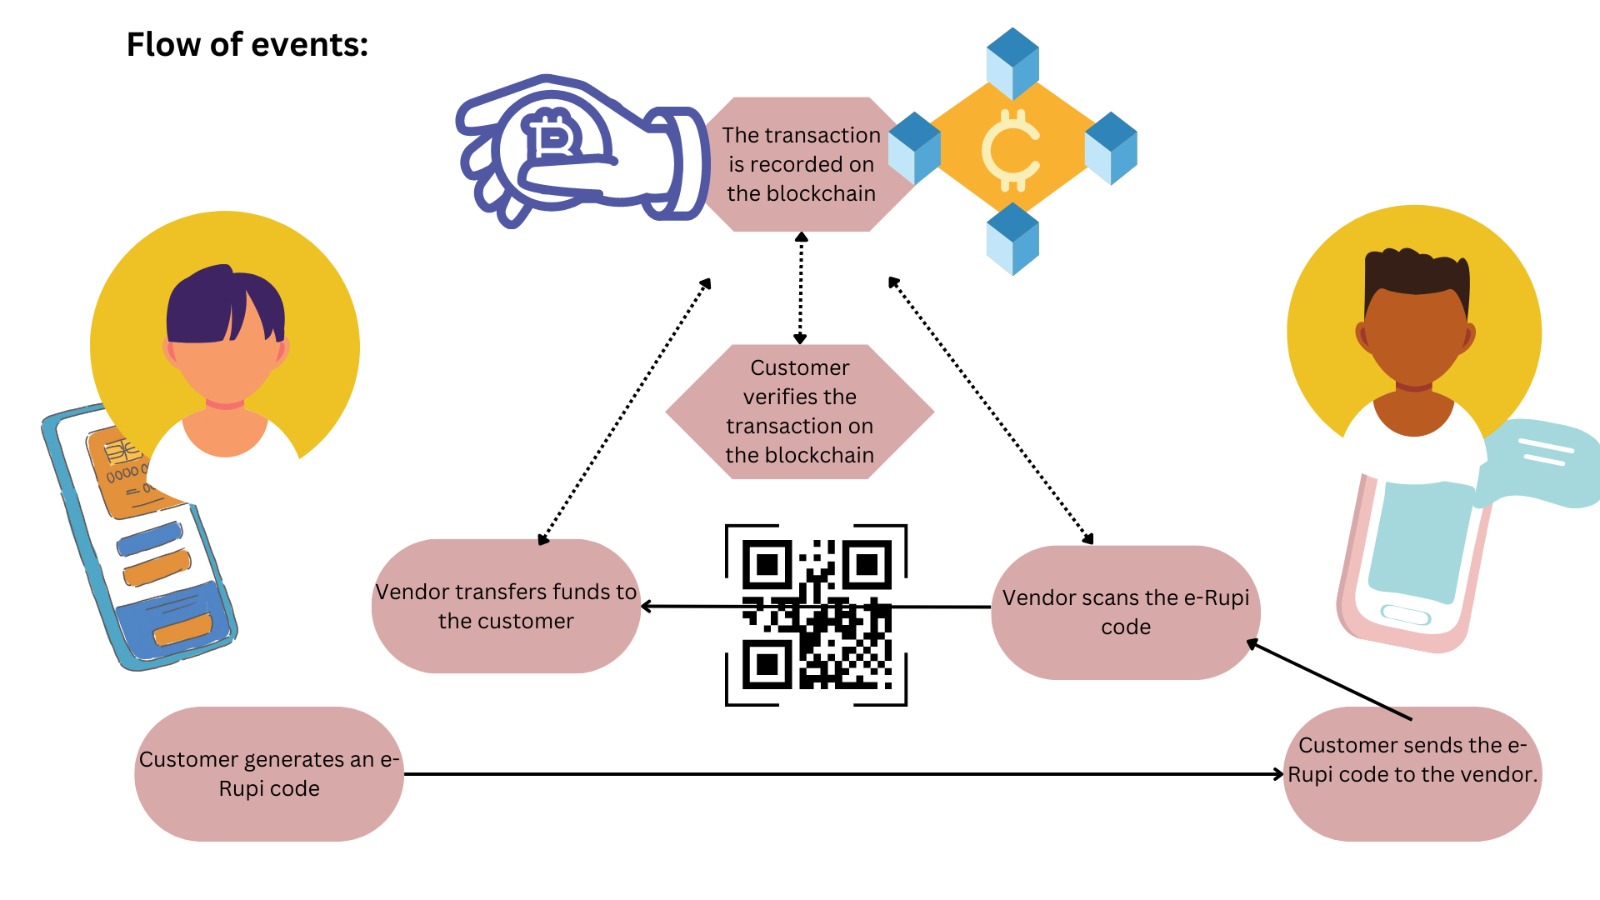 Flow of events:
The transaction
is recorded on
the blockchain
Customer
verifies the
transaction on
the blockchain
Vendor transfers funds to
the customer
Vendor scans the e-Rupi
code
Customer generates an e-
Rupi code
Customer sends the e-
Rupi code to the vendor.